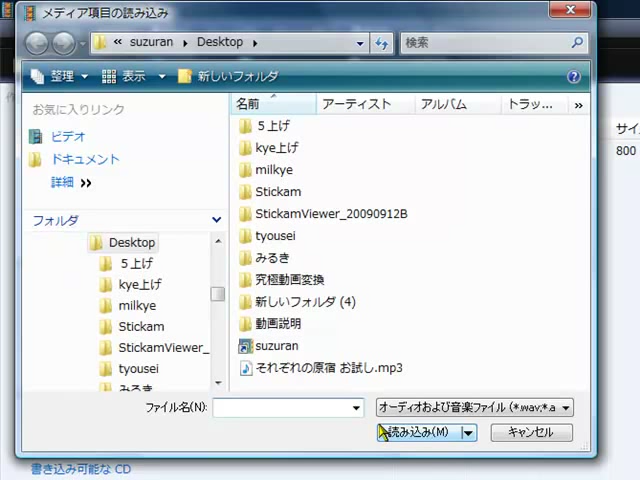 メディア項目の読み込み
suzuran
Desktop
検索
整理
表示
新しいフォルダ
お気に入りリンク
ビデオ
ドキュメント
詳細
フォルダ
Desktop
５上げ
kye上げ
milkye
Stickam
StickamViewer_
tyousei
みるき
名前
アーティスト
アルバム
トラッ...
５上げ
kye上げ
milkye
Stickam
StickamViewer_20090912B
tyousei
みるき
究極動画変換
新しいフォルダ (4)
動画説明
suzuran
それぞれの原宿 お試し.mp3
ファイル名(N):
オーディオおよび音楽ファイル (*.wav,*.a
読み込み(M)
キャンセル
サイ
800
書き込み可能な CD